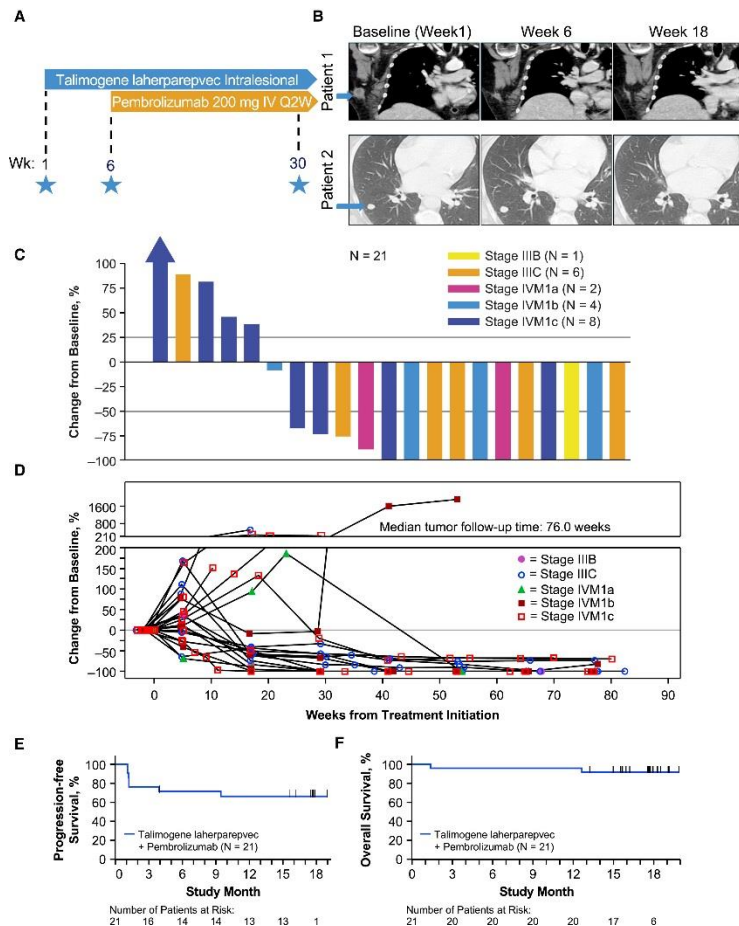 A
Talimogene laherparepvec Intralesional
Pembrolizumab 200 mg IV Q2W
Wk: 1 6 30
B
Baseline (Week1) Week 6 Week 18
Patient 1
Patient 2
C
N = 21
Stage IIIB (N = 1)
Stage IIIC (N = 6)
Stage IVM1a (N = 2)
Stage IVM1b (N = 4)
Stage IVM1c (N = 8)
Change from Baseline, %
100
75
50
25
0
−25
−50
−75
−100
D
Change from Baseline, %
1600
800
210
200
150
100
50
0
−50
−100
Median tumor follow-up time: 76.0 weeks
= Stage IIIB
= Stage IIIC
= Stage IVM1a
= Stage IVM1b
= Stage IVM1c
0 10 20 30 40 50 60 70 80 90
Weeks from Treatment Initiation
E
Progression-free
Survival, %
100
80
60
40
20
0
Talimogene laherparepvec
+ Pembrolizumab (N = 21)
0 3 6 9 12 15 18
Study Month
Number of Patients at Risk:
21 16 14 14 13 13 1
F
Overall Survival, %
100
80
60
40
20
0
Talimogene laherparepvec
+ Pembrolizumab (N = 21)
0 3 6 9 12 15 18
Study Month
Number of Patients at Risk:
21 20 20 20 20 17 6